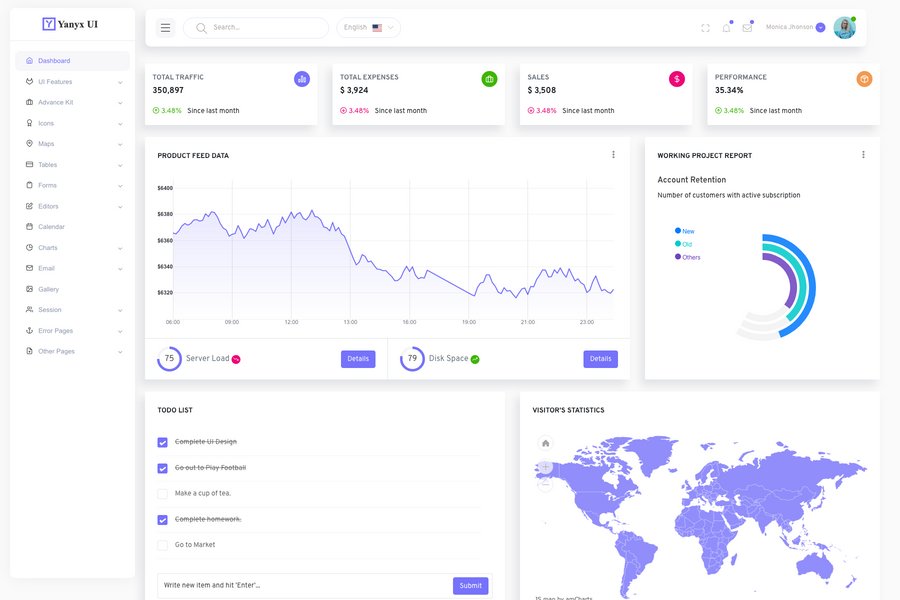 Yanyx UI
Search...
English
Monica Jhonson
Dashboard
UI Features
Advance Kit
Icons
Maps
Tables
Forms
Editors
Calendar
Charts
Email
Gallery
Session
Error Pages
Other Pages
TOTAL TRAFFIC
350,897
3.48% Since last month
TOTAL EXPENSES
$ 3,924
3.48% Since last month
SALES
$ 3,508
3.48% Since last month
PERFORMANCE
35.34%
3.48% Since last month
PRODUCT FEED DATA
$6400
$6380
$6360
$6340
$6320
08:00 09:00 12:00 13:00 16:00 19:00 21:00 23:00
75 Server Load Details
79 Disk Space Details
WORKING PROJECT REPORT
Account Retention
Number of customers with active subscription
New
Old
Others
TODO LIST
Complete UI Design
Go out to Play Football
Make a cup of tea.
Complete homework.
Go to Market
Write new item and hit 'Enter'...
Submit
VISITOR'S STATISTICS
JS map by amCharts